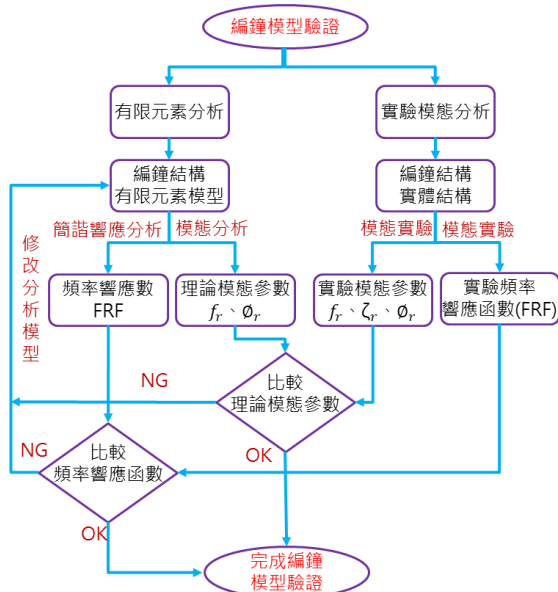 編鐘模型驗證
有限元素分析
實驗模態分析
編鐘結構
有限元素模型
編鐘結構
實體結構
簡諧響應分析
模態分析
模態實驗
模態實驗
修改分析模型
頻率響應數
FRF
理論模態參數
f_r、ø_r
實驗模態參數
f_r、ζ_r、ø_r
實驗頻率
響應函數(FRF)
NG
比較
理論模態參數
NG
比較
頻率響應函數
OK
OK
完成編鐘
模型驗證